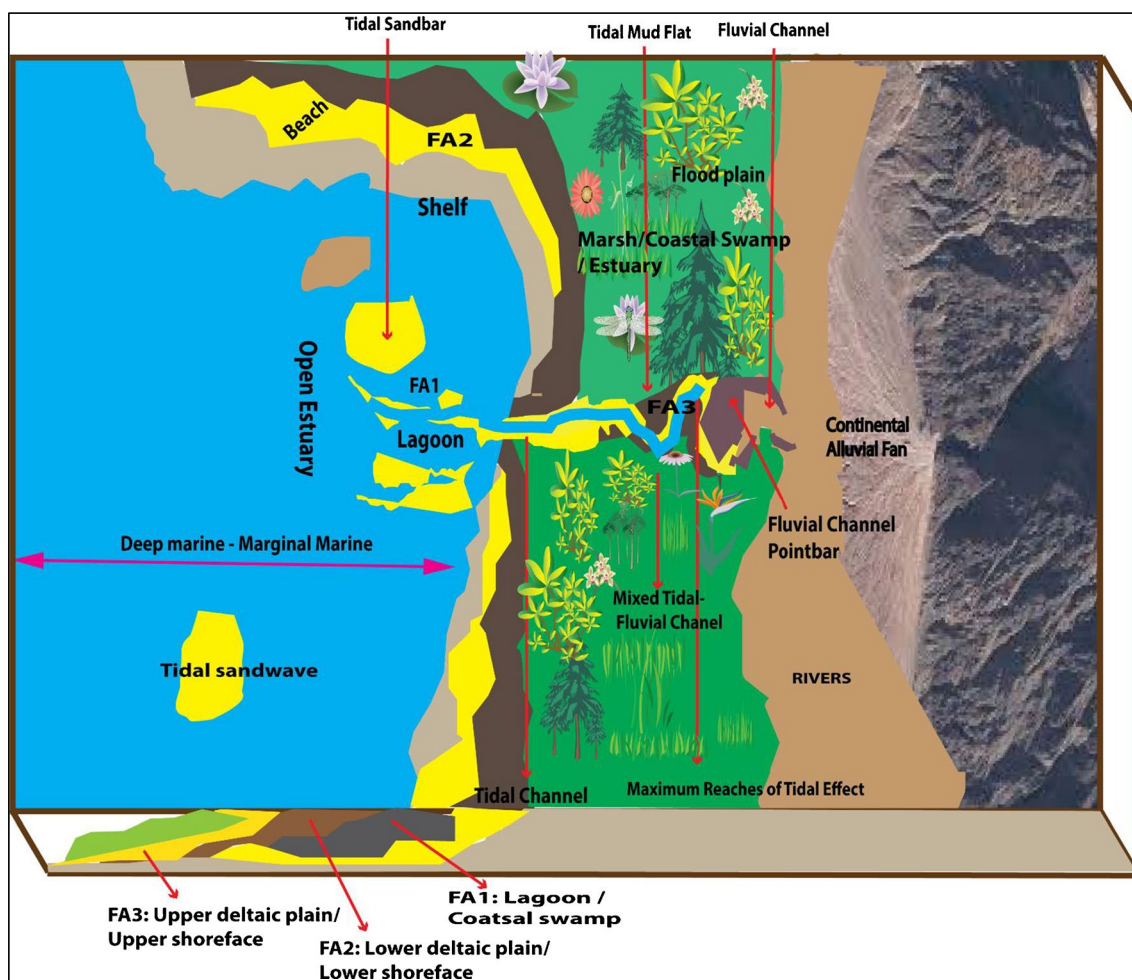 Tidal Sandbar
Tidal Mud Flat
Fluvial Channel
Beach
FA2
Shelf
Flood plain
Marsh/Coastal Swamp
/ Estuary
Open Estuary
FA1
Lagoon
FA3
Continental
Alluvial Fan
Fluvial Channel
Pointbar
Deep marine - Marginal Marine
Mixed Tidal-
Fluvial Chanel
Tidal sandwave
RIVERS
Tidal Channel
Maximum Reaches of Tidal Effect
FA3: Upper deltaic plain/
Upper shoreface
FA2: Lower deltaic plain/
Lower shoreface
FA1: Lagoon /
Coatsal swamp